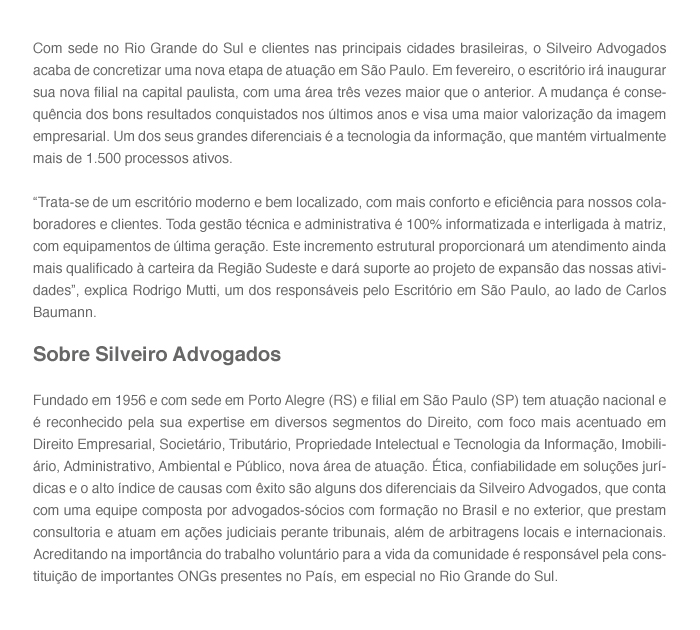 Com sede no Rio Grande do Sul e clientes nas principais cidades brasileiras, o Silveiro Advogados
acaba de concretizar uma nova etapa de atuação em São Paulo. Em fevereiro, o escritório irá inaugurar
sua nova filial na capital paulista, com uma área três vezes maior que o anterior. A mudança é conse-
quência dos bons resultados conquistados nos últimos anos e visa uma maior valorização da imagem
empresarial. Um dos seus grandes diferenciais é a tecnologia da informação, que mantém virtualmente
mais de 1.500 processos ativos.
“Trata-se de um escritório moderno e bem localizado, com mais conforto e eficiência para nossos cola-
boradores e clientes. Toda gestão técnica e administrativa é 100% informatizada e interligada à matriz,
com equipamentos de última geração. Este incremento estrutural proporcionará um atendimento ainda
mais qualificado à carteira da Região Sudeste e dará suporte ao projeto de expansão das nossas ativi-
dades”, explica Rodrigo Mutti, um dos responsáveis pelo Escritório em São Paulo, ao lado de Carlos
Baumann.
Sobre Silveiro Advogados
Fundado em 1956 e com sede em Porto Alegre (RS) e filial em São Paulo (SP) tem atuação nacional e
é reconhecido pela sua expertise em diversos segmentos do Direito, com foco mais acentuado em
Direito Empresarial, Societário, Tributário, Propriedade Intelectual e Tecnologia da Informação, Imobili-
ário, Administrativo, Ambiental e Público, nova área de atuação. Ética, confiabilidade em soluções jurí-
dicas e o alto índice de causas com êxito são alguns dos diferenciais da Silveiro Advogados, que conta
com uma equipe composta por advogados-sócios com formação no Brasil e no exterior, que prestam
consultoria e atuam em ações judiciais perante tribunais, além de arbitragens locais e internacionais.
Acreditando na importância do trabalho voluntário para a vida da comunidade é responsável pela cons-
tituição de importantes ONGs presentes no País, em especial no Rio Grande do Sul.